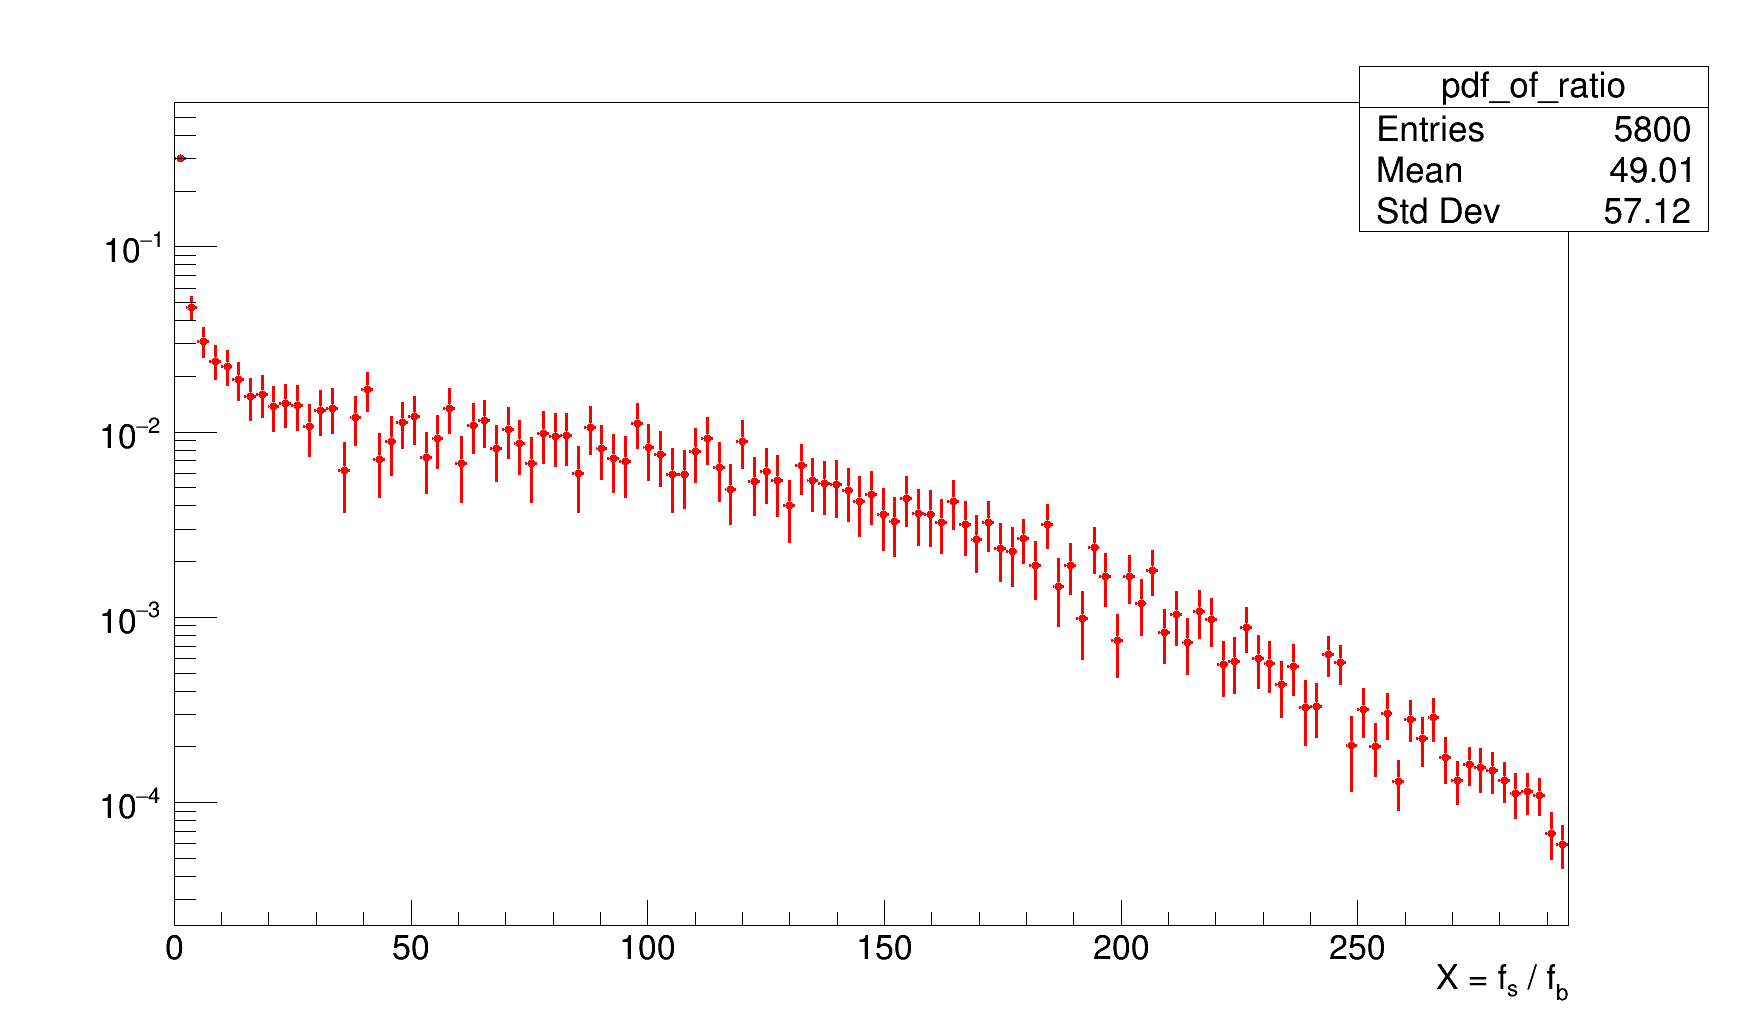 pdf_of_ratio
Entries 5800
Mean 49.01
Std Dev 57.12
10⁻¹
10⁻²
10⁻³
10⁻⁴
0 50 100 150 200 250
X = fₛ / f_b